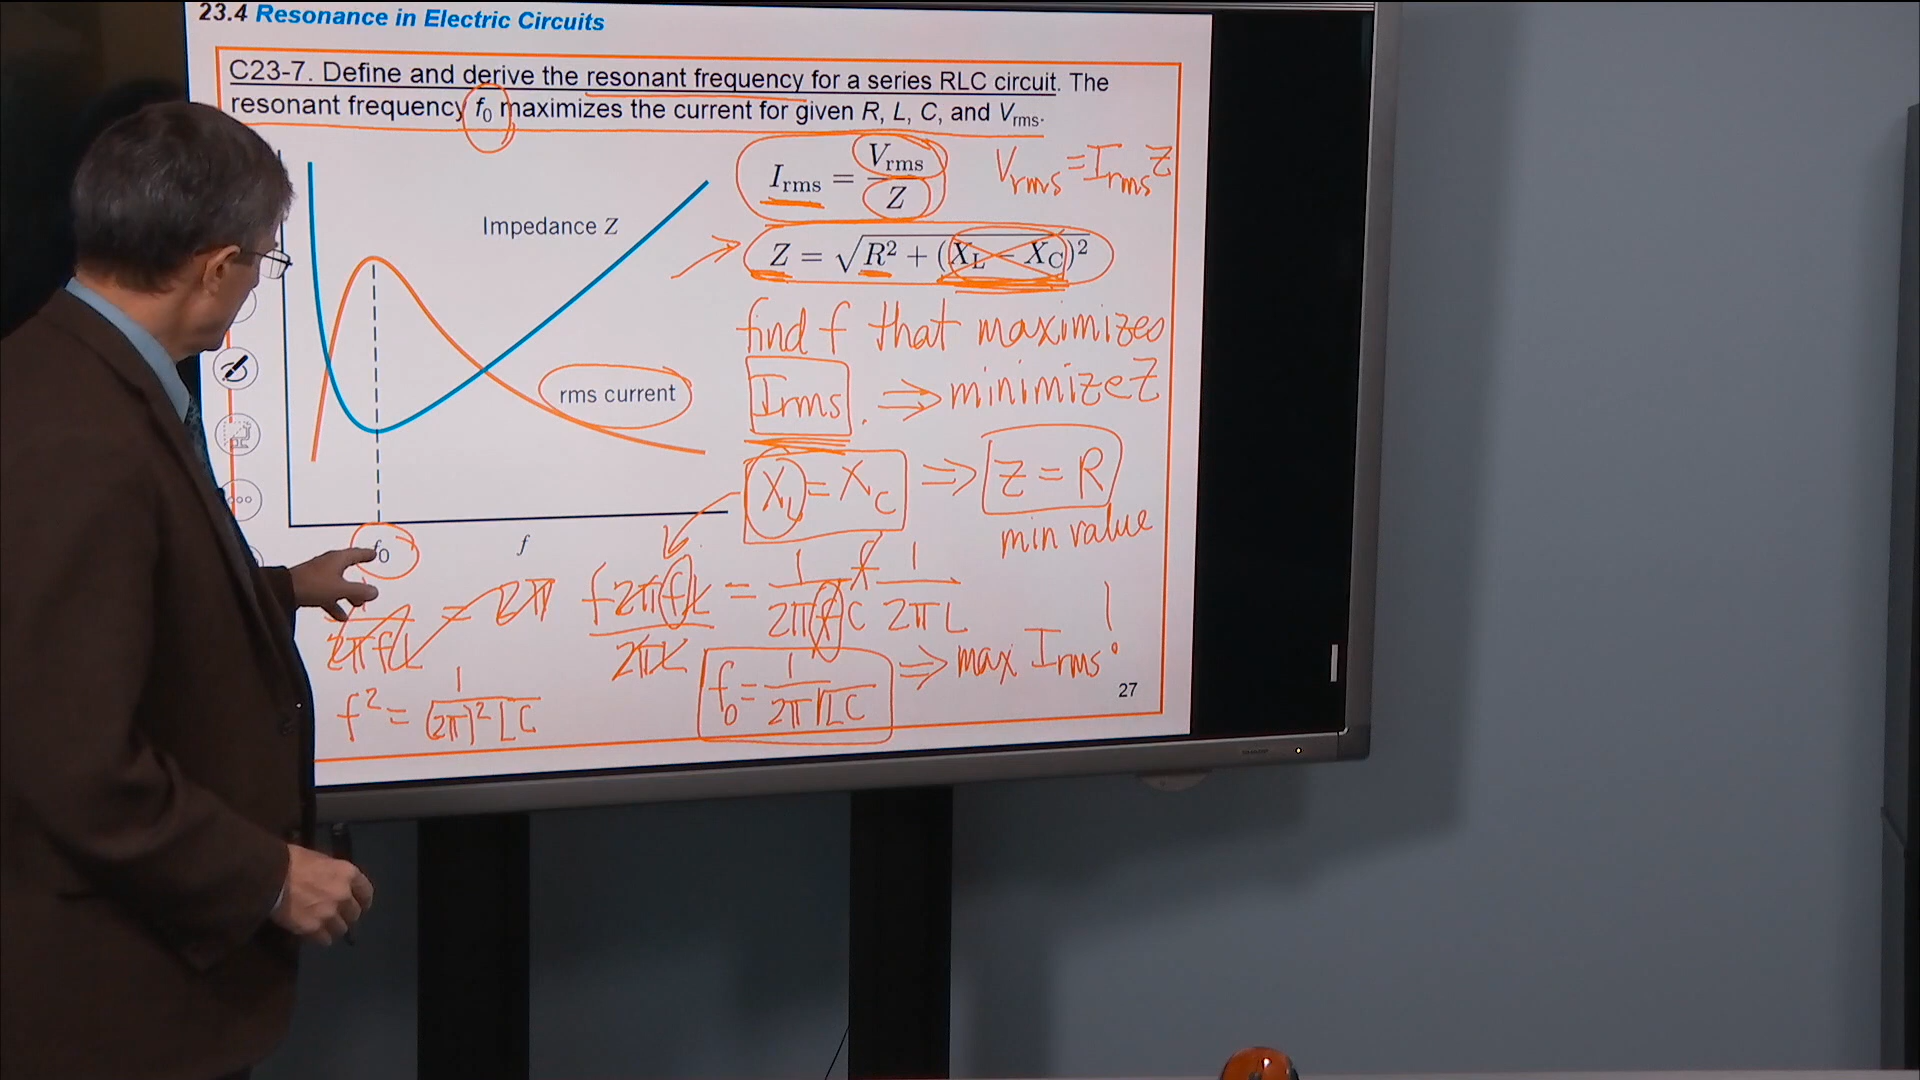 23.4 Resonance in Electric Circuits
C23-7. Define and derive the resonant frequency for a series RLC circuit. The
resonant frequency f₀ maximizes the current for given R, L, C, and Vrms.
Irms = Vrms / Z
Vrms = Irms Z
Impedance Z
Z = √R² + (XL − XC)²
find f that maximizes
Irms. ⇒ minimize Z
rms current
XL = XC ⇒ Z = R
min value
f₀ f
2πfL = 2π
f2πfL / 2πL = 1 / 2πfC f 1 / 2πL
f² = 1 / (2π)² LC
f₀ = 1 / 2π√LC ⇒ max Irms!
27